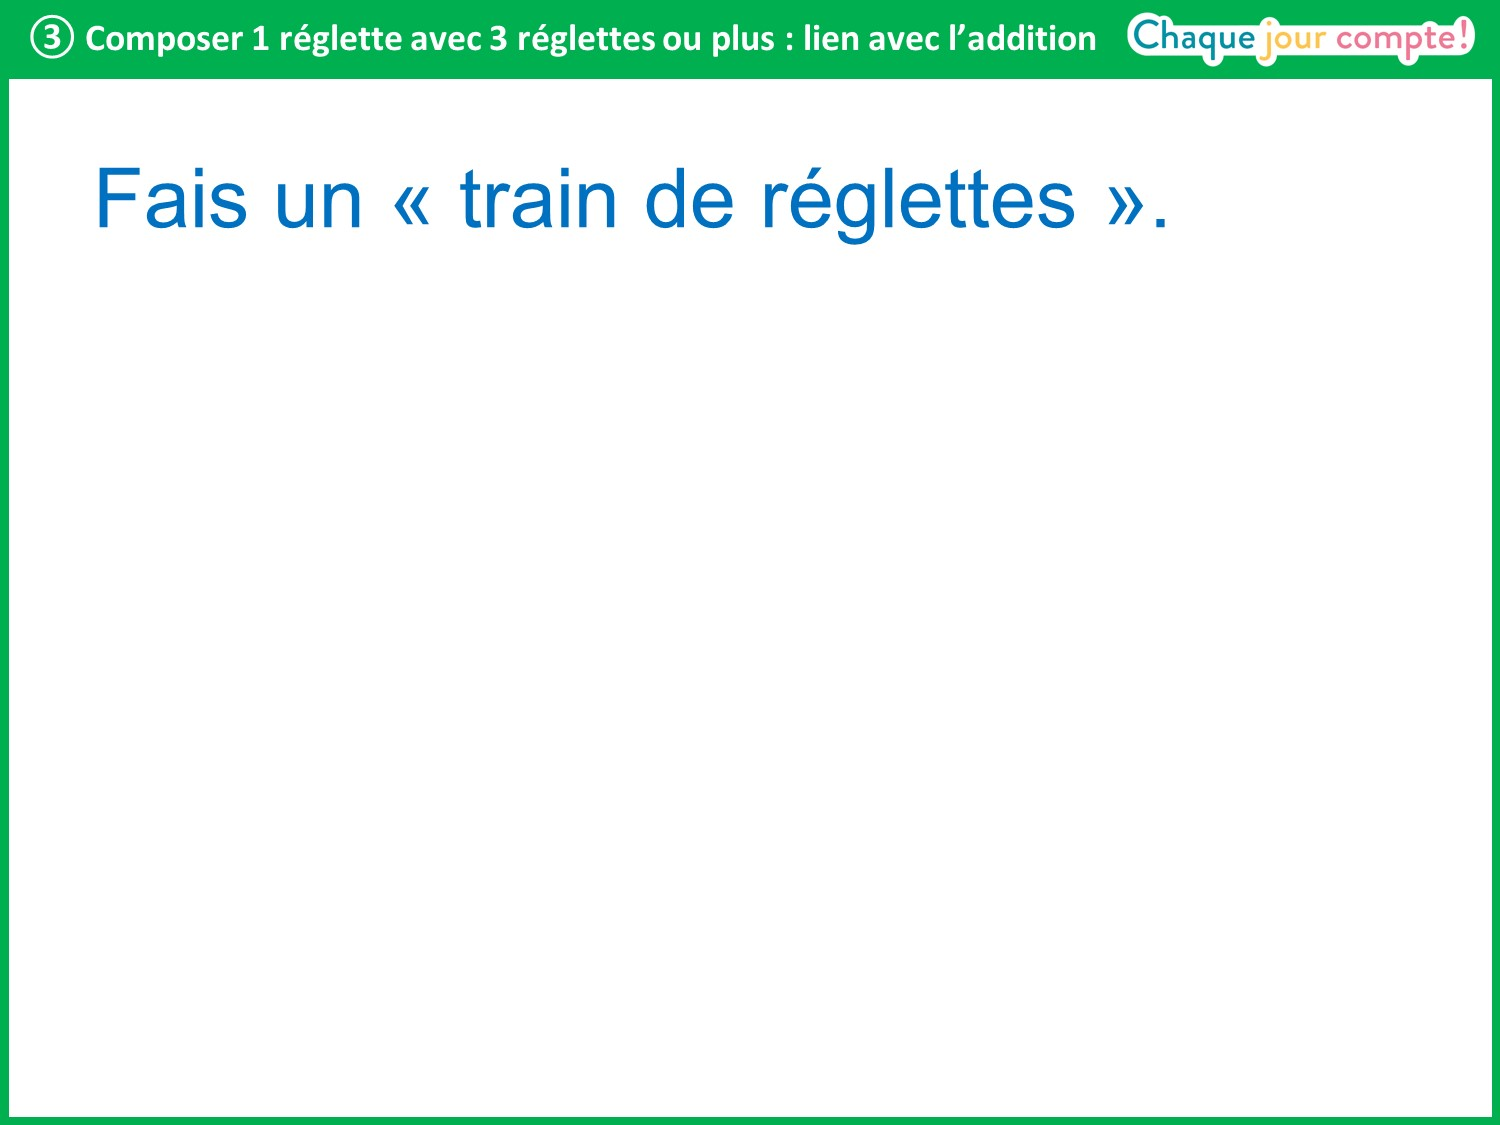 ③ Composer 1 réglette avec 3 réglettes ou plus : lien avec l’addition
Chaque jour compte!
Fais un « train de réglettes ».